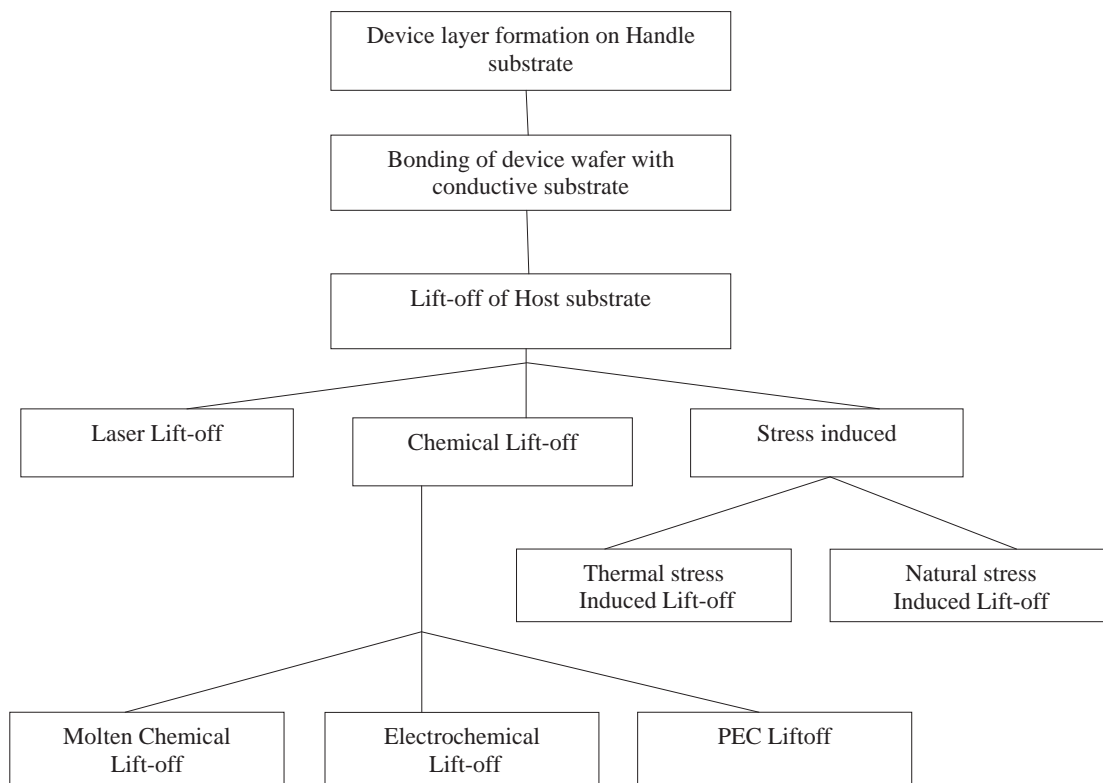 Device layer formation on Handle
substrate
Bonding of device wafer with
conductive substrate
Lift-off of Host substrate
Laser Lift-off
Chemical Lift-off
Stress induced
Thermal stress
Induced Lift-off
Natural stress
Induced Lift-off
Molten Chemical
Lift-off
Electrochemical
Lift-off
PEC Liftoff